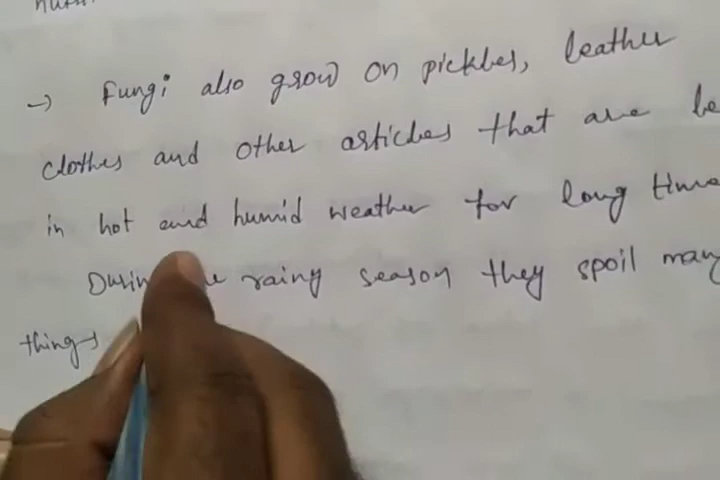 → Fungi also grow on pickles, leather
clothes and other articles that are
in hot and humid weather for long time
During rainy season they spoil many
things